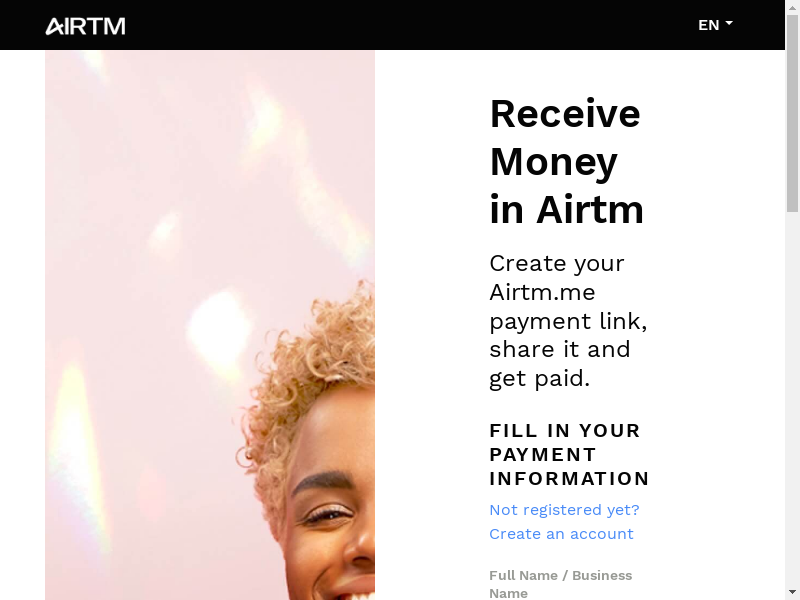 AIRTM
EN
Receive
Money
in Airtm
Create your
Airtm.me
payment link,
share it and
get paid.
FILL IN YOUR
PAYMENT
INFORMATION
Not registered yet?
Create an account
Full Name / Business
Name